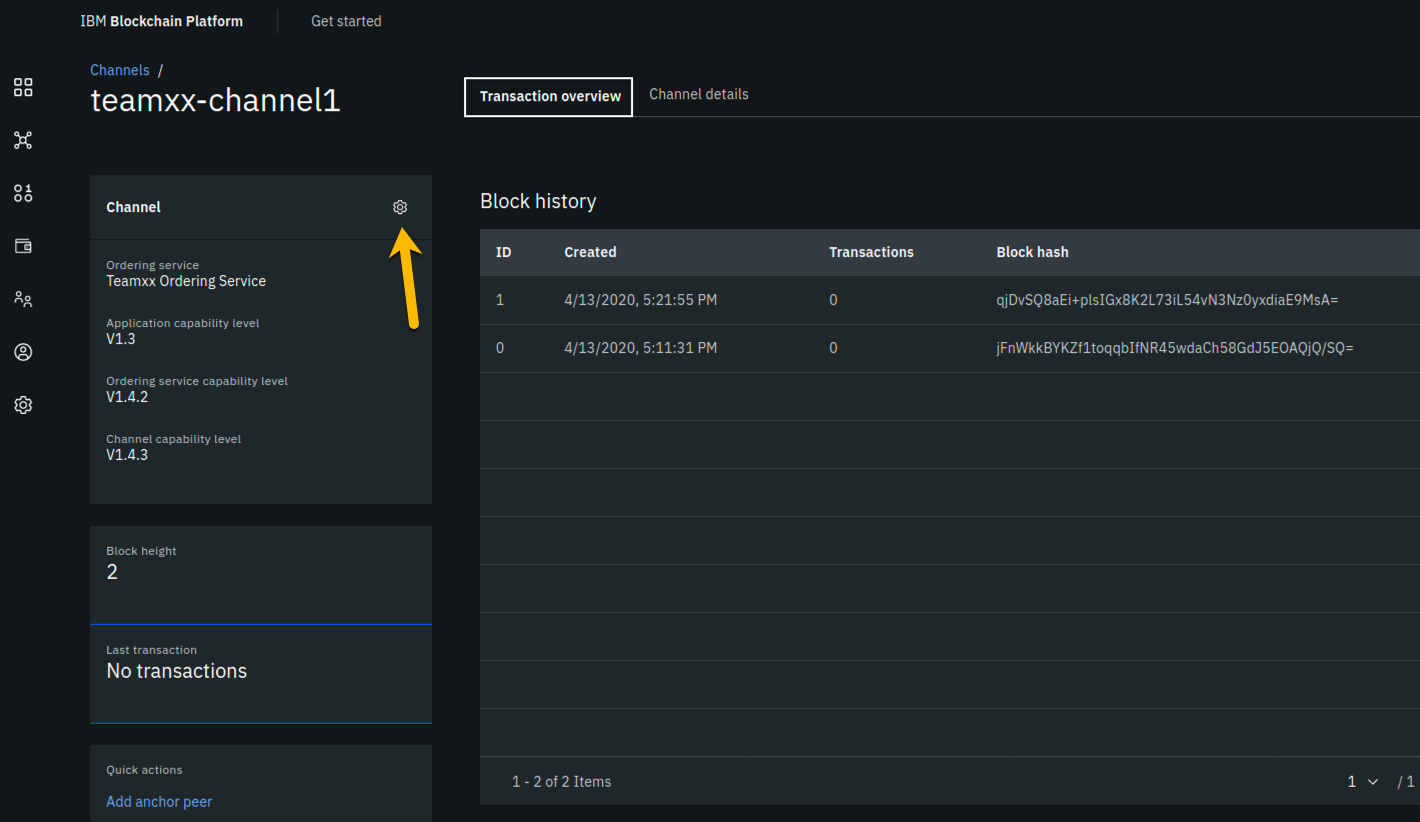 IBM Blockchain Platform
Get started
Channels /
teamxx-channel1
Transaction overview
Channel details
Channel
Ordering service
Teamxx Ordering Service
Application capability level
V1.3
Ordering service capability level
V1.4.2
Channel capability level
V1.4.3
Block height
2
Last transaction
No transactions
Quick actions
Add anchor peer
Block history
ID Created Transactions Block hash
1 4/13/2020, 5:21:55 PM 0 qjDvSQ8aEi+plsIGx8K2L73iL54vN3Nz0yxdiaE9MsA=
0 4/13/2020, 5:11:31 PM 0 jFnWkkBYKZf1toqqbIfNR45wdaCh58GdJ5EOAQjQ/SQ=
1 - 2 of 2 Items
1 / 1